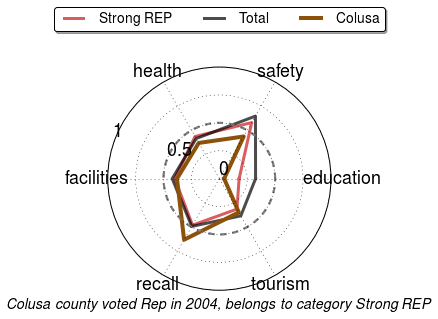 Strong REP Total Colusa
health safety
1
0.5
0
facilities education
recall tourism
Colusa county voted Rep in 2004, belongs to category Strong REP